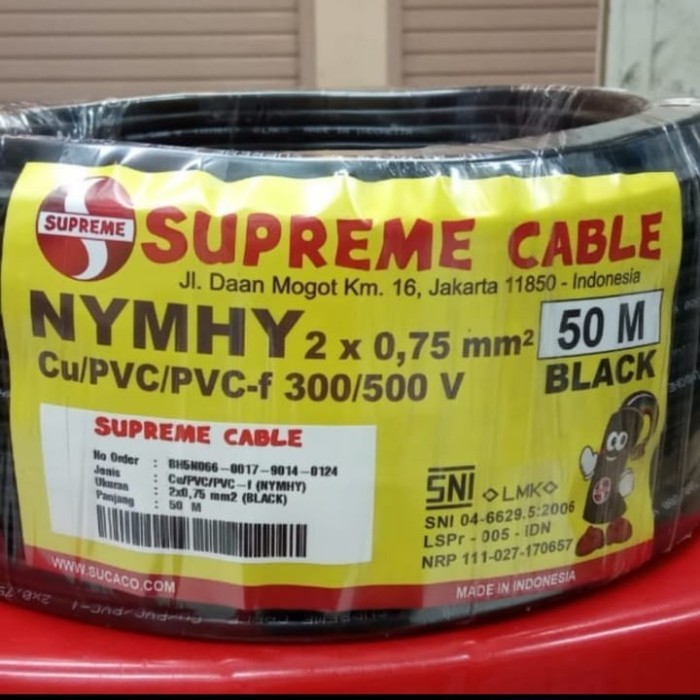 SUPREME
SUPREME CABLE
Jl. Daan Mogot Km. 16, Jakarta 11850 - Indonesia
NYMHY 2 x 0,75 mm²
50 M
Cu/PVC/PVC-f 300/500 V
BLACK
SUPREME CABLE
No Order : BH5N066-0017-9014-0124
Jenis : Cu/PVC/PVC-f (NYMHY)
Ukuran : 2x0,75 mm2 (BLACK)
Panjang : 50 M
SNI LMK
SNI 04-6629.5:2006
LSPr - 005 - IDN
NRP 111-027-170657
WWW.SUCACO.COM
MADE IN INDONESIA